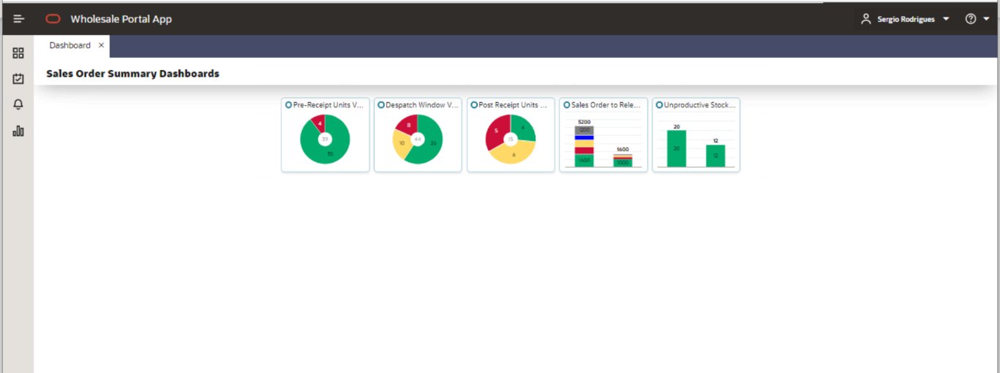 Wholesale Portal App
Sergio Rodrigues
Dashboard
Sales Order Summary Dashboards
Pre-Receipt Units V...
4
39
35
Despatch Window V...
8
44
10
26
Post Receipt Units ...
5
4
15
6
Sales Order to Rele...
5200
1200
1600
1600
1000
Unproductive Stock...
20
12
20
12